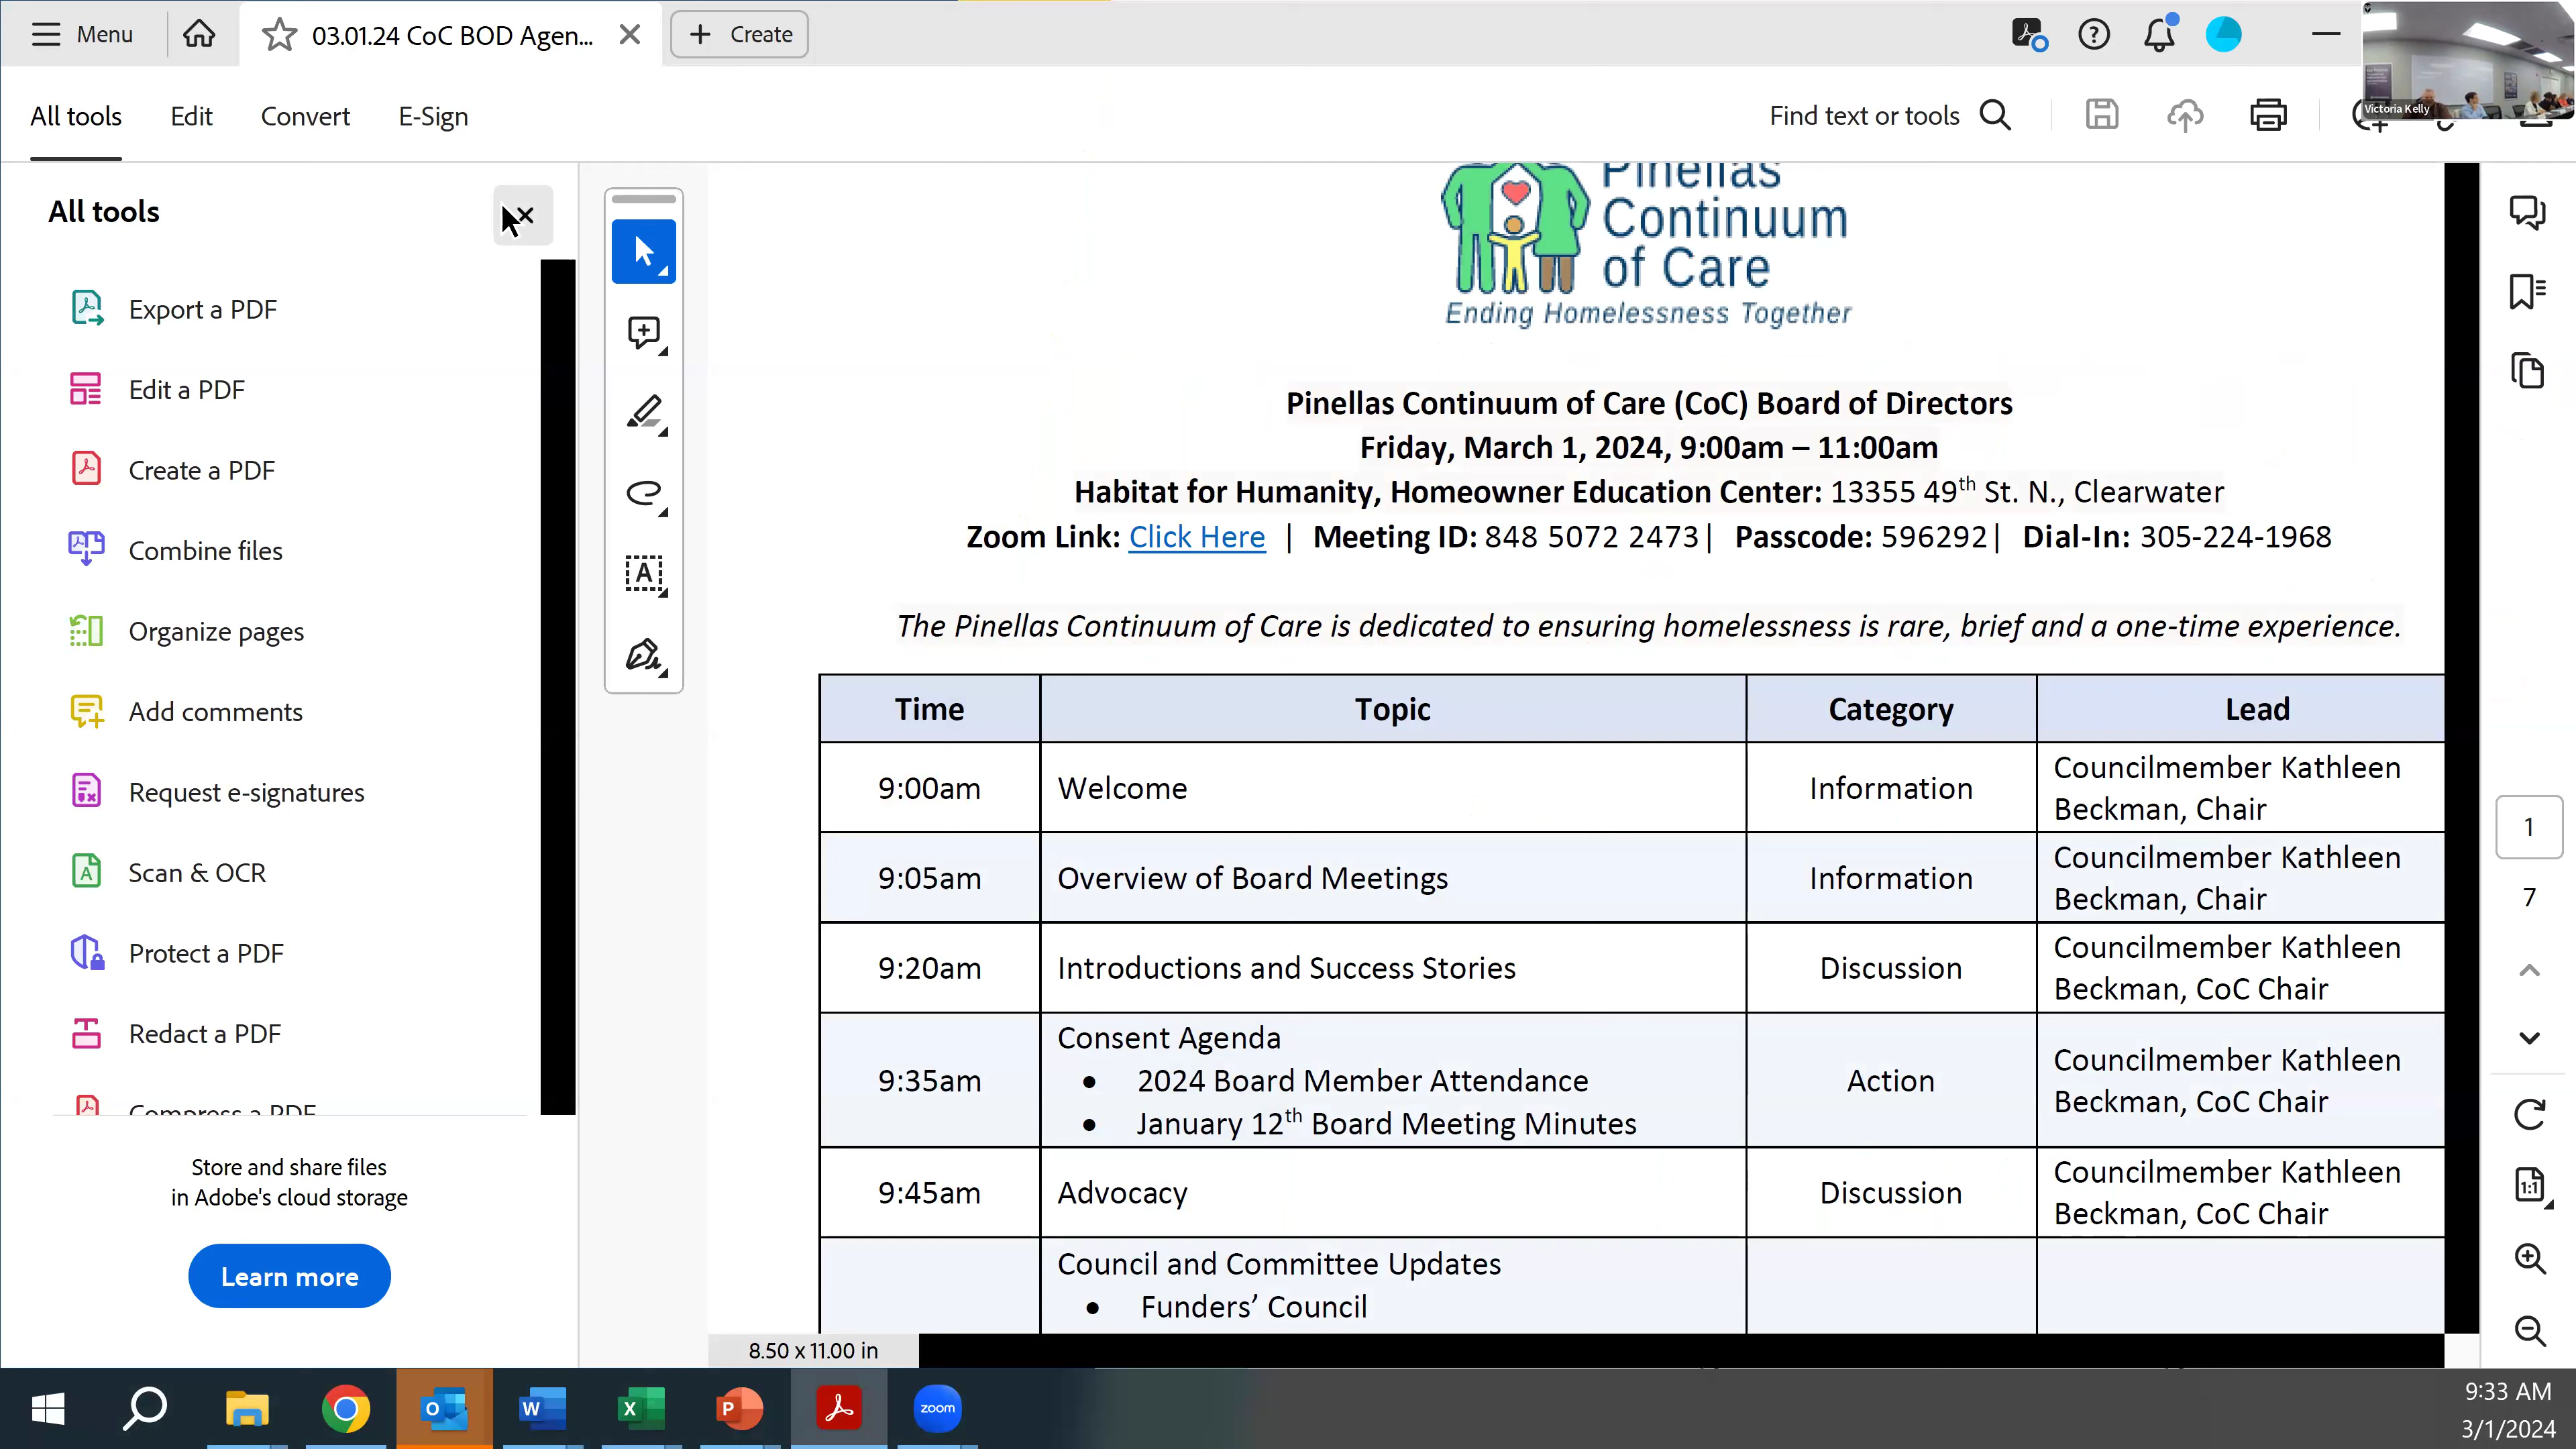 Menu
03.01.24 CoC BOD Agen...
Create
All tools
Edit
Convert
E-Sign
Find text or tools
Victoria Kelly
All tools
Export a PDF
Edit a PDF
Create a PDF
Combine files
Organize pages
Add comments
Request e-signatures
Scan & OCR
Protect a PDF
Redact a PDF
Compress a PDF
Store and share files
in Adobe's cloud storage
Learn more
Pinellas
Continuum
of Care
Ending Homelessness Together
Pinellas Continuum of Care (CoC) Board of Directors
Friday, March 1, 2024, 9:00am – 11:00am
Habitat for Humanity, Homeowner Education Center: 13355 49th St. N., Clearwater
Zoom Link: Click Here | Meeting ID: 848 5072 2473| Passcode: 596292| Dial-In: 305-224-1968
The Pinellas Continuum of Care is dedicated to ensuring homelessness is rare, brief and a one-time experience.
Time Topic Category Lead
9:00am Welcome Information Councilmember Kathleen
Beckman, Chair
9:05am Overview of Board Meetings Information Councilmember Kathleen
Beckman, Chair
9:20am Introductions and Success Stories Discussion Councilmember Kathleen
Beckman, CoC Chair
Consent Agenda
9:35am • 2024 Board Member Attendance Action Councilmember Kathleen
• January 12th Board Meeting Minutes Beckman, CoC Chair
9:45am Advocacy Discussion Councilmember Kathleen
Beckman, CoC Chair
Council and Committee Updates
• Funders’ Council
8.50 x 11.00 in
1
7
1:1
O
W
X
P
zoom
9:33 AM
3/1/2024